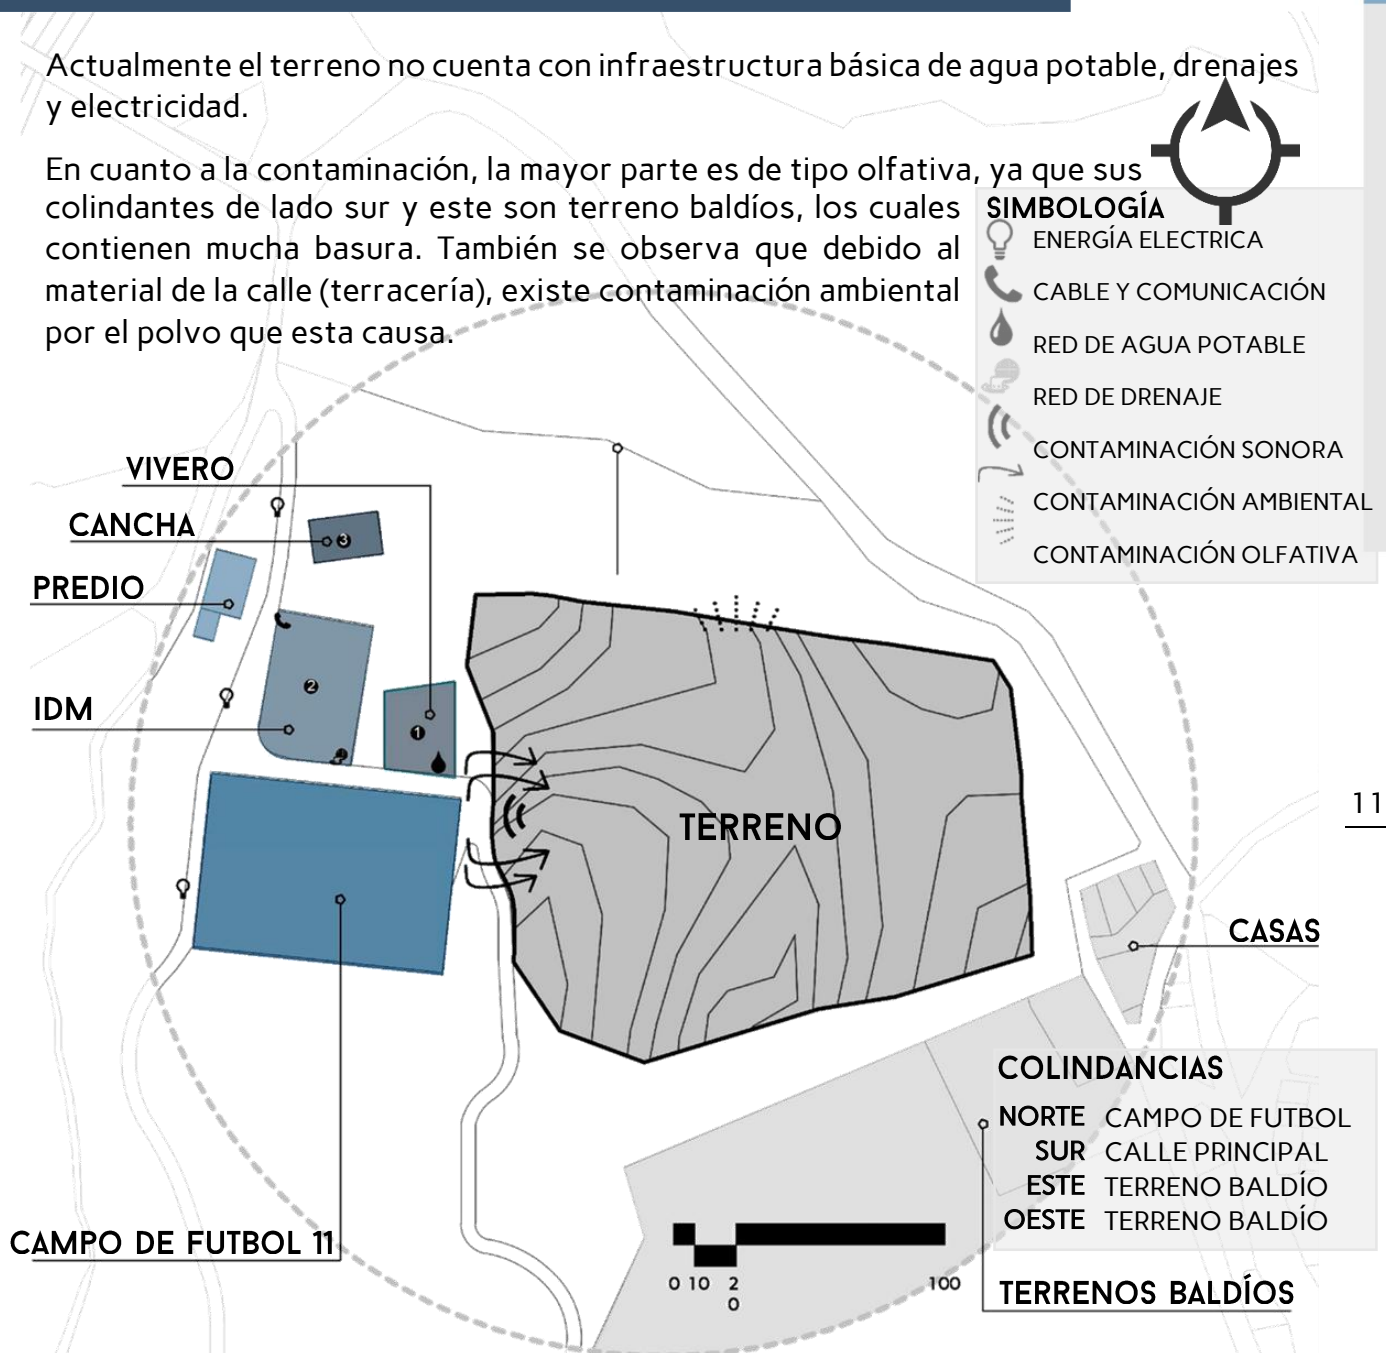 Actualmente el terreno no cuenta con infraestructura básica de agua potable, drenajes
y electricidad.
En cuanto a la contaminación, la mayor parte es de tipo olfativa, ya que sus
colindantes de lado sur y este son terreno baldíos, los cuales
contienen mucha basura. También se observa que debido al
material de la calle (terracería), existe contaminación ambiental
por el polvo que esta causa.
SIMBOLOGÍA
ENERGÍA ELECTRICA
CABLE Y COMUNICACIÓN
RED DE AGUA POTABLE
RED DE DRENAJE
CONTAMINACIÓN SONORA
CONTAMINACIÓN AMBIENTAL
CONTAMINACIÓN OLFATIVA
VIVERO
CANCHA
3
PREDIO
2
IDM
1
TERRENO
11
CASAS
COLINDANCIAS
NORTE CAMPO DE FUTBOL
SUR CALLE PRINCIPAL
ESTE TERRENO BALDÍO
OESTE TERRENO BALDÍO
CAMPO DE FUTBOL 11
0 10 2 100
0
TERRENOS BALDÍOS